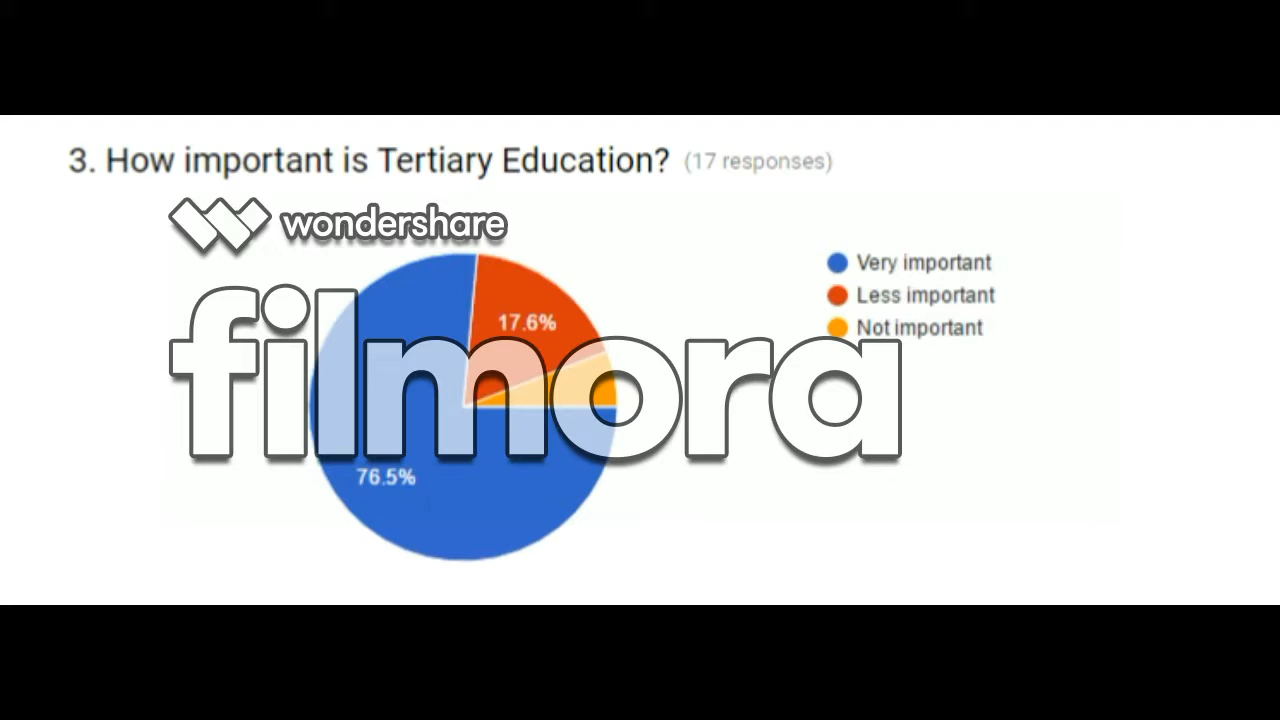 3. How important is Tertiary Education? (17 responses)
wondershare
filmora
Very important
Less important
Not important
17.6%
76.5%